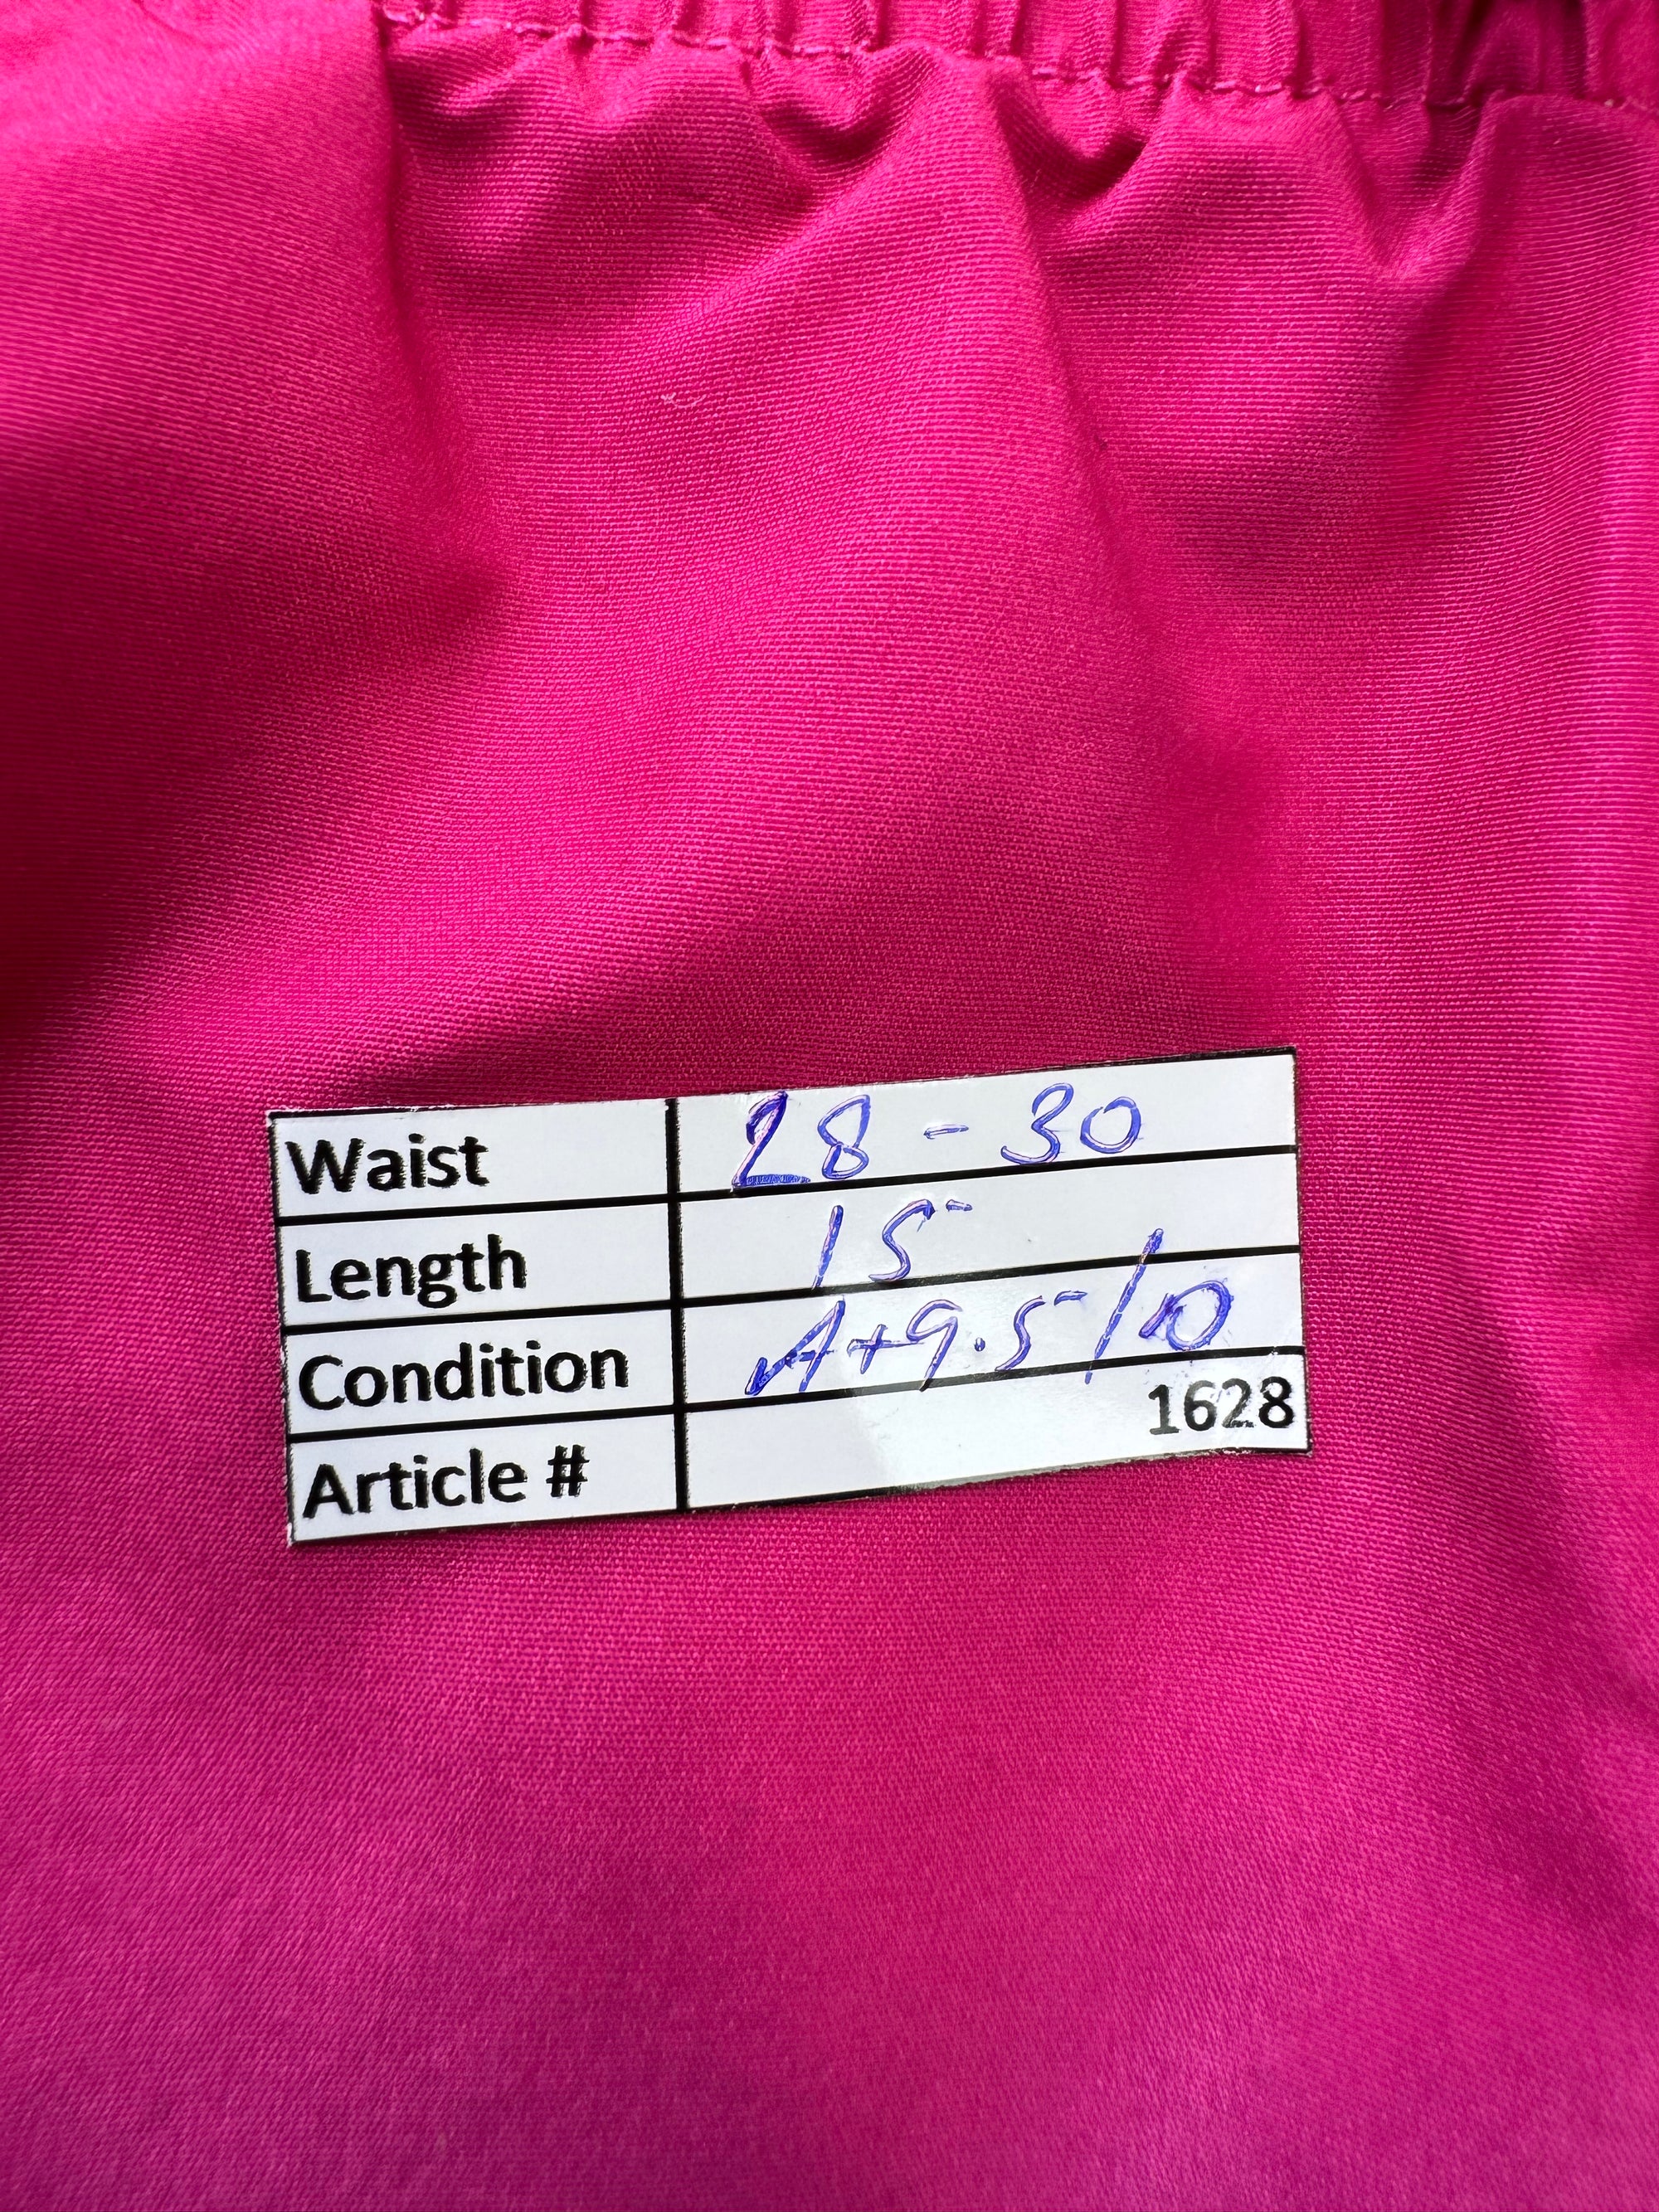 Waist 28 - 30
Length 15
Condition A+9.5/10
Article # 1628